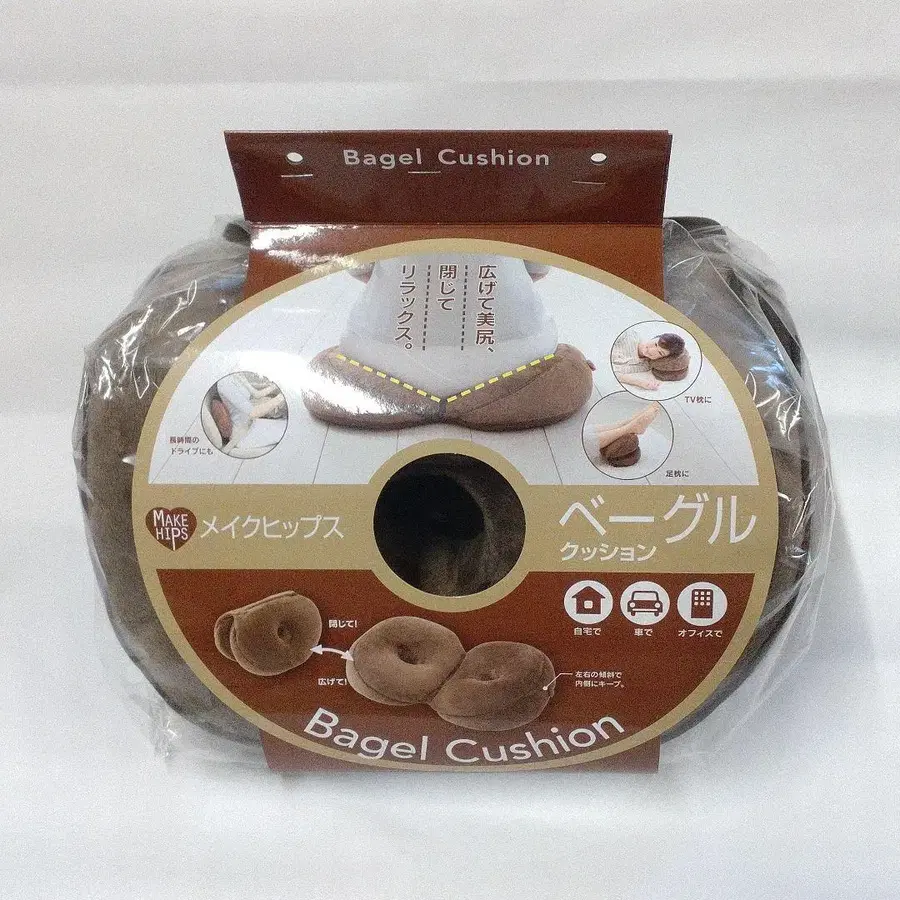 Bagel Cushion
広げて美尻、
閉じて
リラックス。
TV枕に
長時間の
ドライブにも
足枕に
MAKE
HIPS
メイクヒップス
ベーグル
クッション
自宅で
車で
オフィスで
閉じて!
広げて!
左右の傾斜で
内側にキープ。
Bagel Cushion